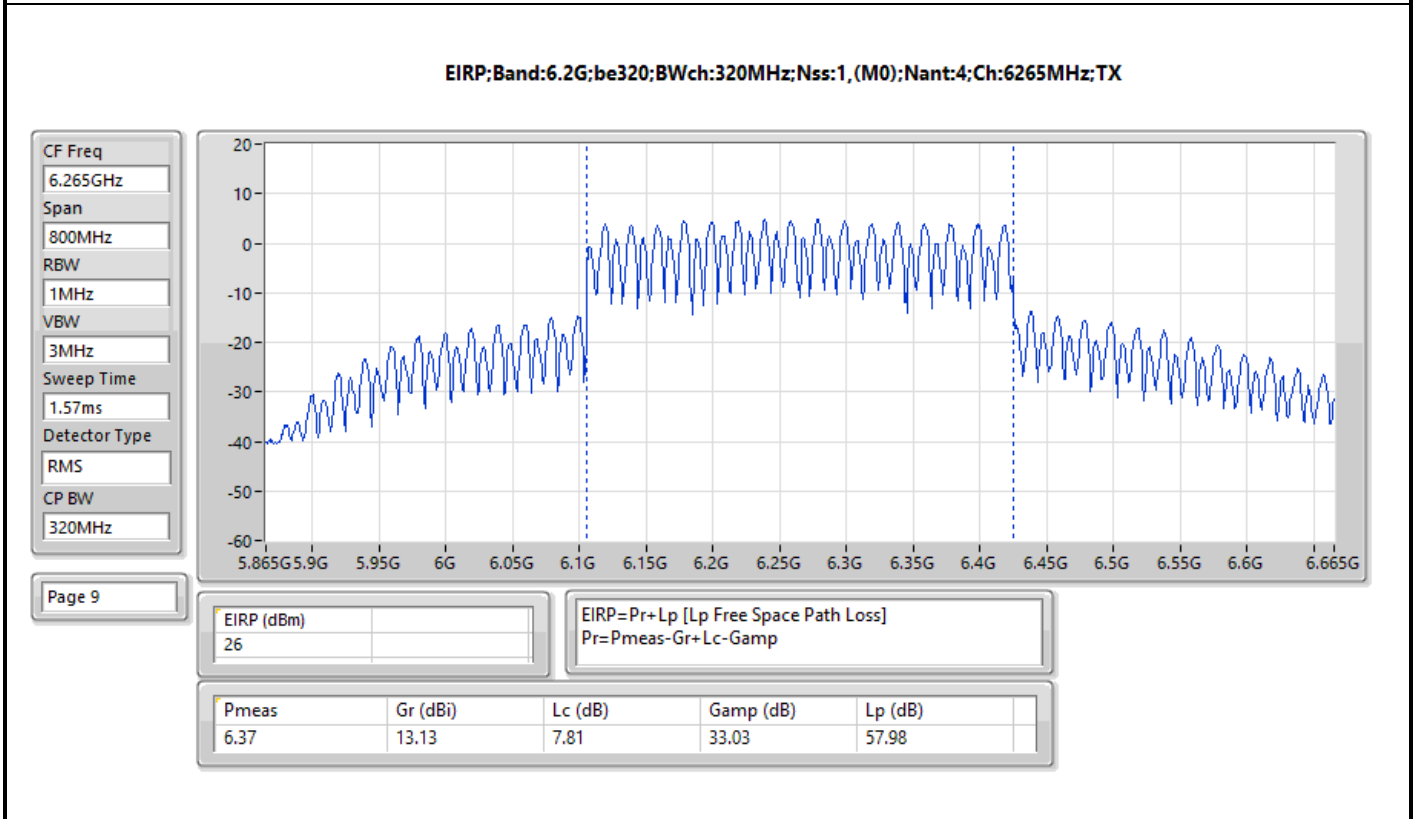 EIRP;Band:6.2G;be320;BWch:320MHz;Nss:1,(M0);Nant:4;Ch:6265MHz;TX
CF Freq
6.265GHz
Span
800MHz
RBW
1MHz
VBW
3MHz
Sweep Time
1.57ms
Detector Type
RMS
CP BW
320MHz
Page 9
20
10
0
-10
-20
-30
-40
-50
-60
5.865G 5.9G 5.95G 6G 6.05G 6.1G 6.15G 6.2G 6.25G 6.3G 6.35G 6.4G 6.45G 6.5G 6.55G 6.6G 6.665G
EIRP (dBm)
26
EIRP=Pr+Lp [Lp Free Space Path Loss]
Pr=Pmeas-Gr+Lc-Gamp
Pmeas Gr (dBi) Lc (dB) Gamp (dB) Lp (dB)
6.37 13.13 7.81 33.03 57.98